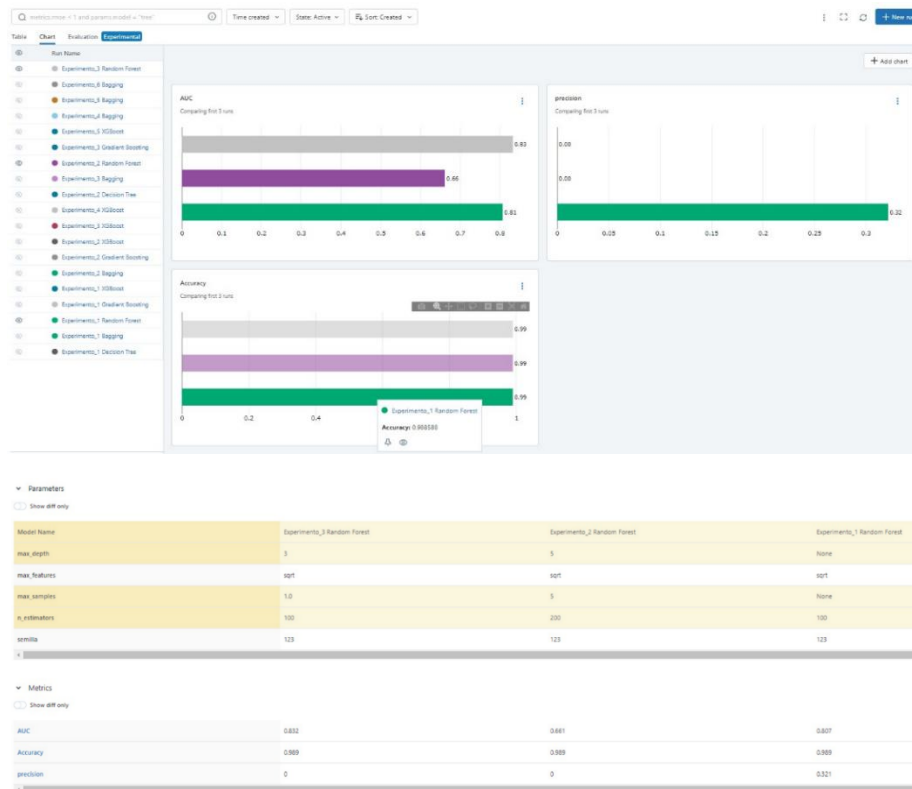 metrics.rmse < 1 and params.model = "tree"
Time created
State: Active
Sort: Created
+ New run
Table Chart Evaluation Experimental
Run Name
Experimento_3 Random Forest
Experimento_6 Bagging
Experimento_5 Bagging
Experimento_4 Bagging
Experimento_5 XGBoost
Experimento_3 Gradient Boosting
Experimento_2 Random Forest
Experimento_3 Bagging
Experimento_2 Decision Tree
Experimento_4 XGBoost
Experimento_3 XGBoost
Experimento_2 XGBoost
Experimento_2 Gradient Boosting
Experimento_2 Bagging
Experimento_1 XGBoost
Experimento_1 Gradient Boosting
Experimento_1 Random Forest
Experimento_1 Bagging
Experimento_1 Decision Tree
+ Add chart
AUC
Comparing first 3 runs
0.83
0.66
0.81
0 0.1 0.2 0.3 0.4 0.5 0.6 0.7 0.8
precision
Comparing first 3 runs
0.00
0.00
0.32
0 0.05 0.1 0.15 0.2 0.25 0.3
Accuracy
Comparing first 3 runs
0.99
0.99
0.99
0 0.2 0.4 1
Experimento_1 Random Forest
Accuracy:
Parameters
Show diff only
Model Name Experimento_3 Random Forest Experimento_2 Random Forest Experimento_1 Random Forest
max_depth 3 5 None
max_features sqrt sqrt sqrt
max_samples 1.0 5 None
n_estimators 100 200 100
semilla 123 123 123
Metrics
Show diff only
AUC 0.832 0.661 0.807
Accuracy 0.989 0.989 0.989
precision 0 0 0.321